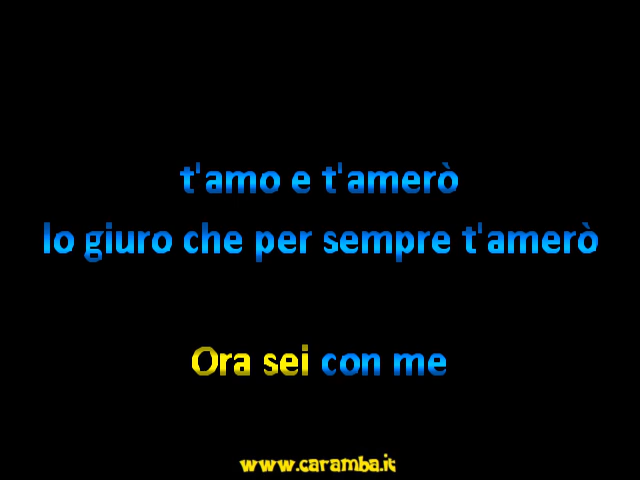 t'amo e t'amerò
lo giuro che per sempre t'amerò
Ora sei con me
www.caramba.it